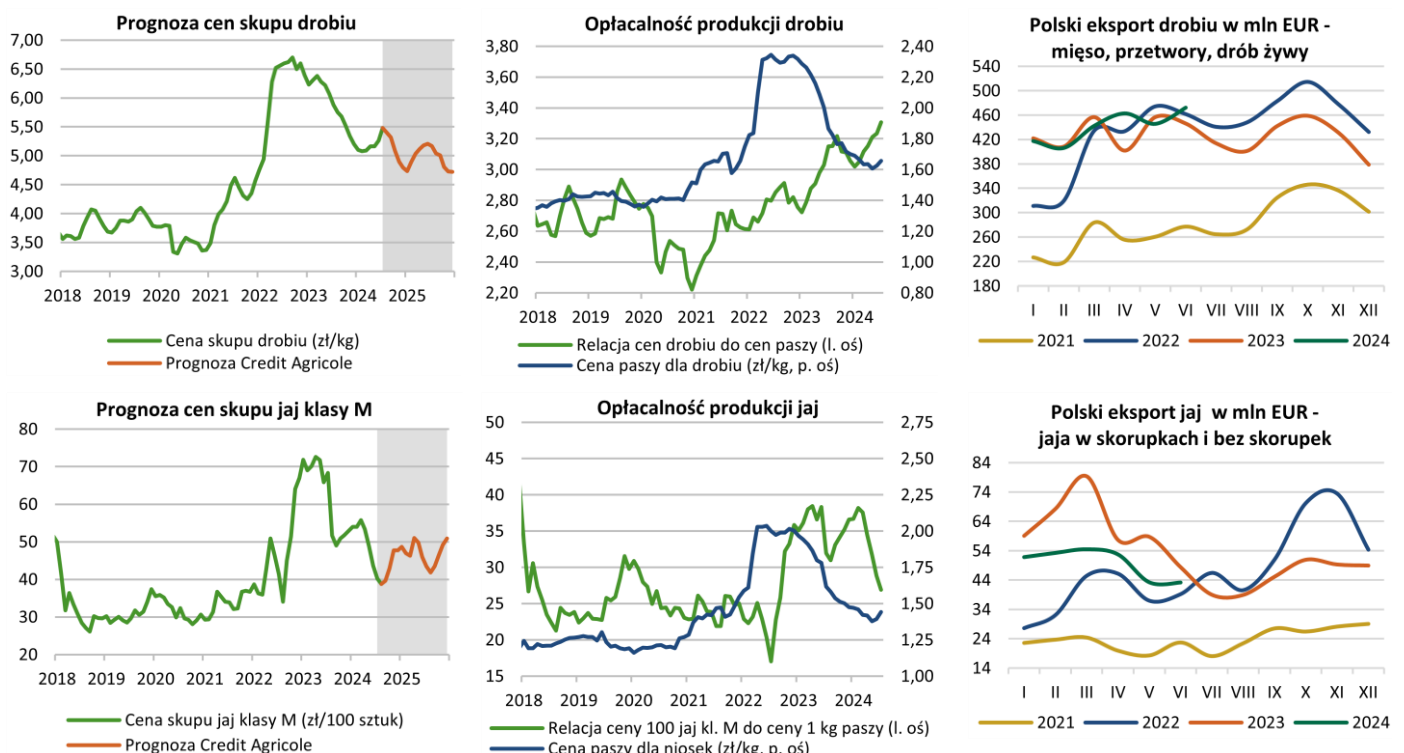 Prognoza cen skupu drobiu
7,00
6,50
6,00
5,50
5,00
4,50
4,00
3,50
3,00
2018 2019 2020 2021 2022 2023 2024 2025
Cena skupu drobiu (zł/kg)
Prognoza Credit Agricole
Opłacalność produkcji drobiu
3,80 2,40
3,60 2,20
3,40 2,00
3,20 1,80
3,00 1,60
2,80 1,40
2,60 1,20
2,40 1,00
2,20 0,80
2018 2019 2020 2021 2022 2023 2024
Relacja cen drobiu do cen paszy (l. oś)
Cena paszy dla drobiu (zł/kg, p. oś)
Polski eksport drobiu w mln EUR -
mięso, przetwory, drób żywy
540
500
460
420
380
340
300
260
220
180
I II III IV V VI VII VIII IX X XI XII
2021 2022 2023 2024
Prognoza cen skupu jaj klasy M
80
70
60
50
40
30
20
2018 2019 2020 2021 2022 2023 2024 2025
Cena skupu jaj klasy M (zł/100 sztuk)
Prognoza Credit Agricole
Opłacalność produkcji jaj
50 2,75
45 2,50
40 2,25
35 2,00
30 1,75
25 1,50
20 1,25
15 1,00
2018 2019 2020 2021 2022 2023 2024
Relacja ceny 100 jaj kl. M do ceny 1 kg paszy (l. oś)
Cena paszy dla niosek (zł/kg, p. oś)
Polski eksport jaj w mln EUR -
jaja w skorupkach i bez skorupek
84
74
64
54
44
34
24
14
I II III IV V VI VII VIII IX X XI XII
2021 2022 2023 2024